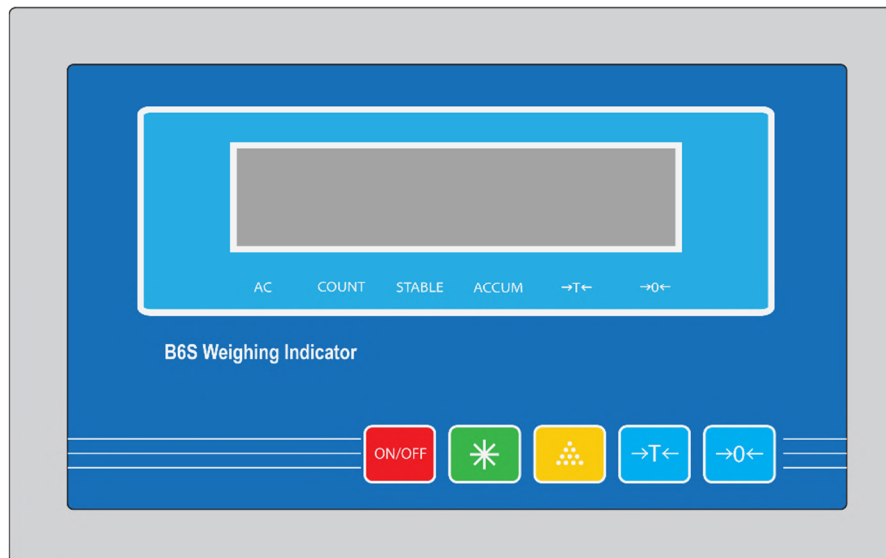 AC COUNT STABLE ACCUM →T← →0←
B6S Weighing Indicator
ON/OFF →T← →0←